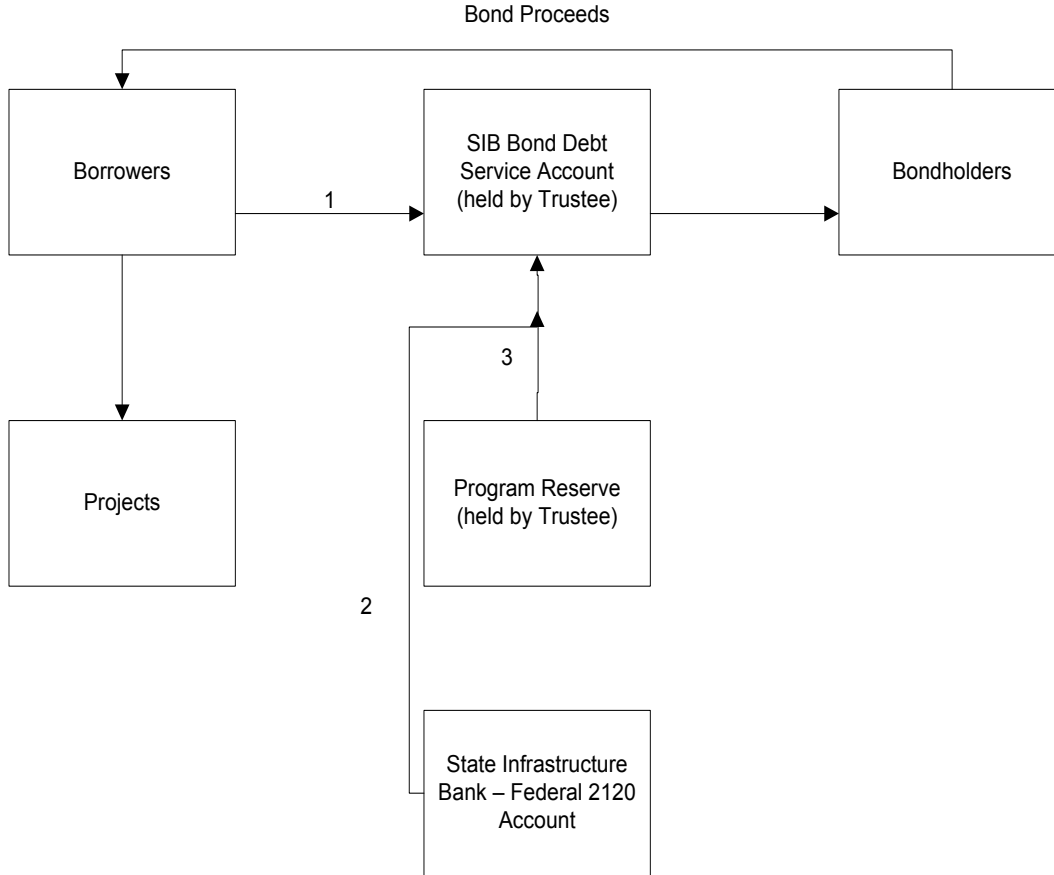 Bond Proceeds
Borrowers
SIB Bond Debt
Service Account
(held by Trustee)
Bondholders
1
3
Projects
Program Reserve
(held by Trustee)
2
State Infrastructure
Bank – Federal 2120
Account